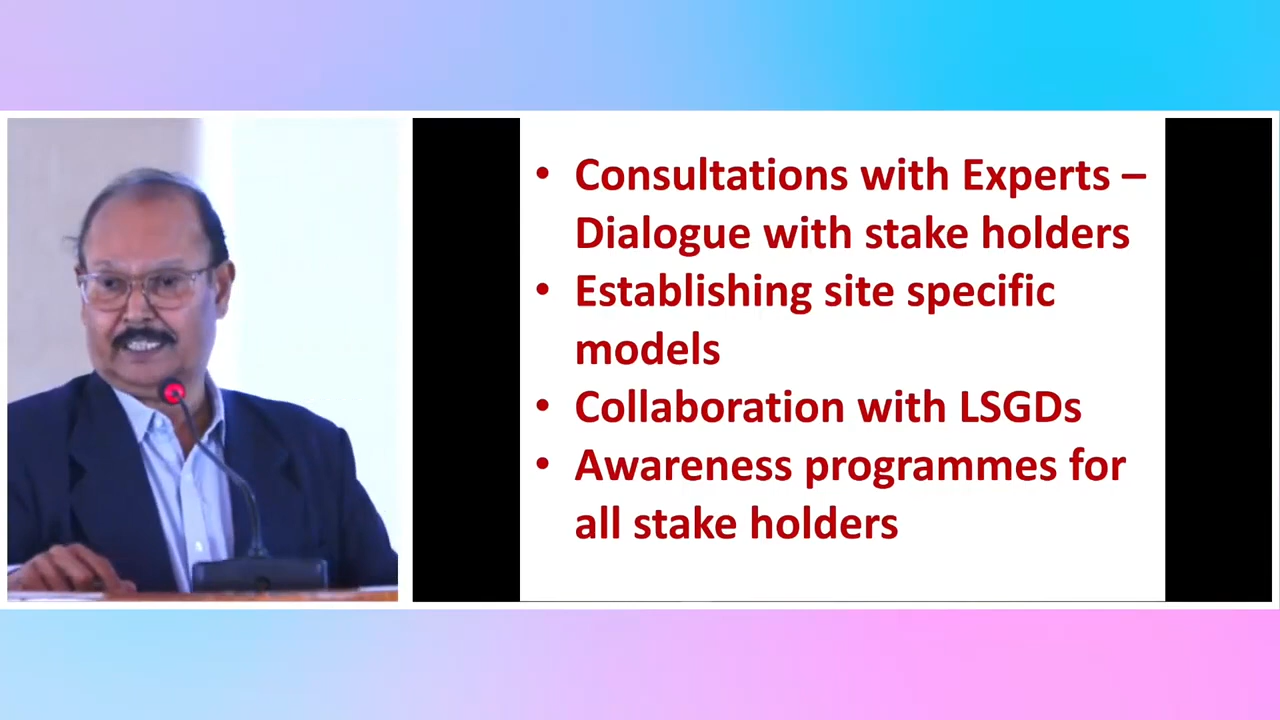 • Consultations with Experts –
Dialogue with stake holders
• Establishing site specific
models
• Collaboration with LSGDs
• Awareness programmes for
all stake holders